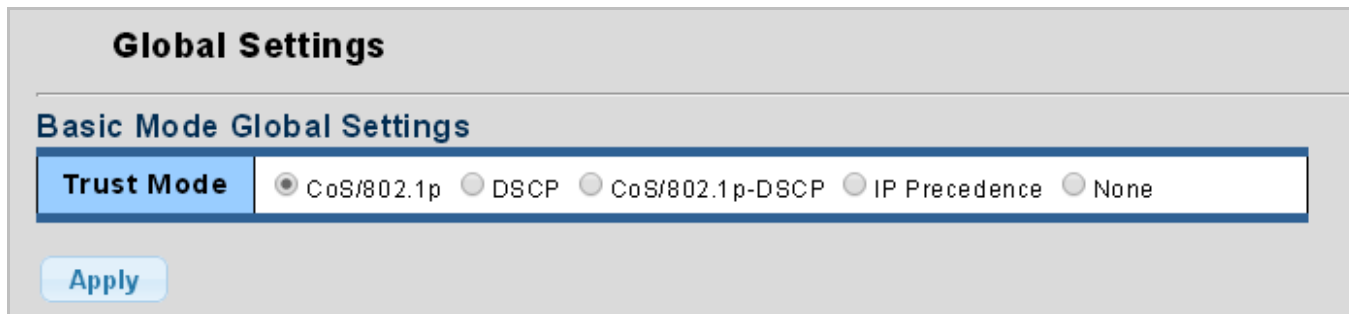 Global Settings
Basic Mode Global Settings
Trust Mode CoS/802.1p DSCP CoS/802.1p-DSCP IP Precedence None
Apply